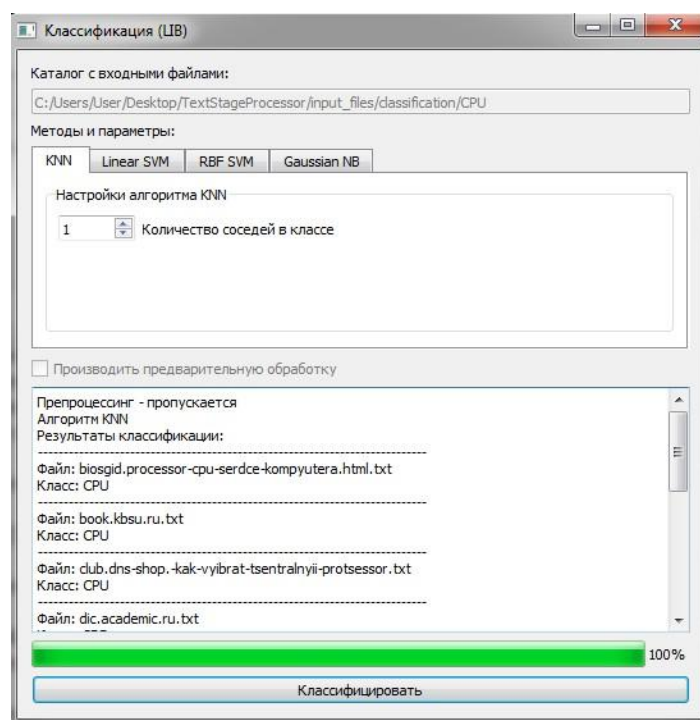 Классификация (LIB)
Каталог с входными файлами:
C:/Users/User/Desktop/TextStageProcessor/input_files/classification/CPU
Методы и параметры:
KNN Linear SVM RBF SVM Gaussian NB
Настройки алгоритма KNN
1 Количество соседей в классе
Производить предварительную обработку
Препроцессинг - пропускается
Алгоритм KNN
Результаты классификации:
--------------------------------------------------------------------------------
Файл: biosgid.processor-cpu-serdce-kompyutera.html.txt
Класс: CPU
--------------------------------------------------------------------------------
Файл: book.kbsu.ru.txt
Класс: CPU
--------------------------------------------------------------------------------
Файл: club.dns-shop.-kak-vyibrat-tsentralnyii-protsessor.txt
Класс: CPU
--------------------------------------------------------------------------------
Файл: dic.academic.ru.txt
100%
Классифицировать